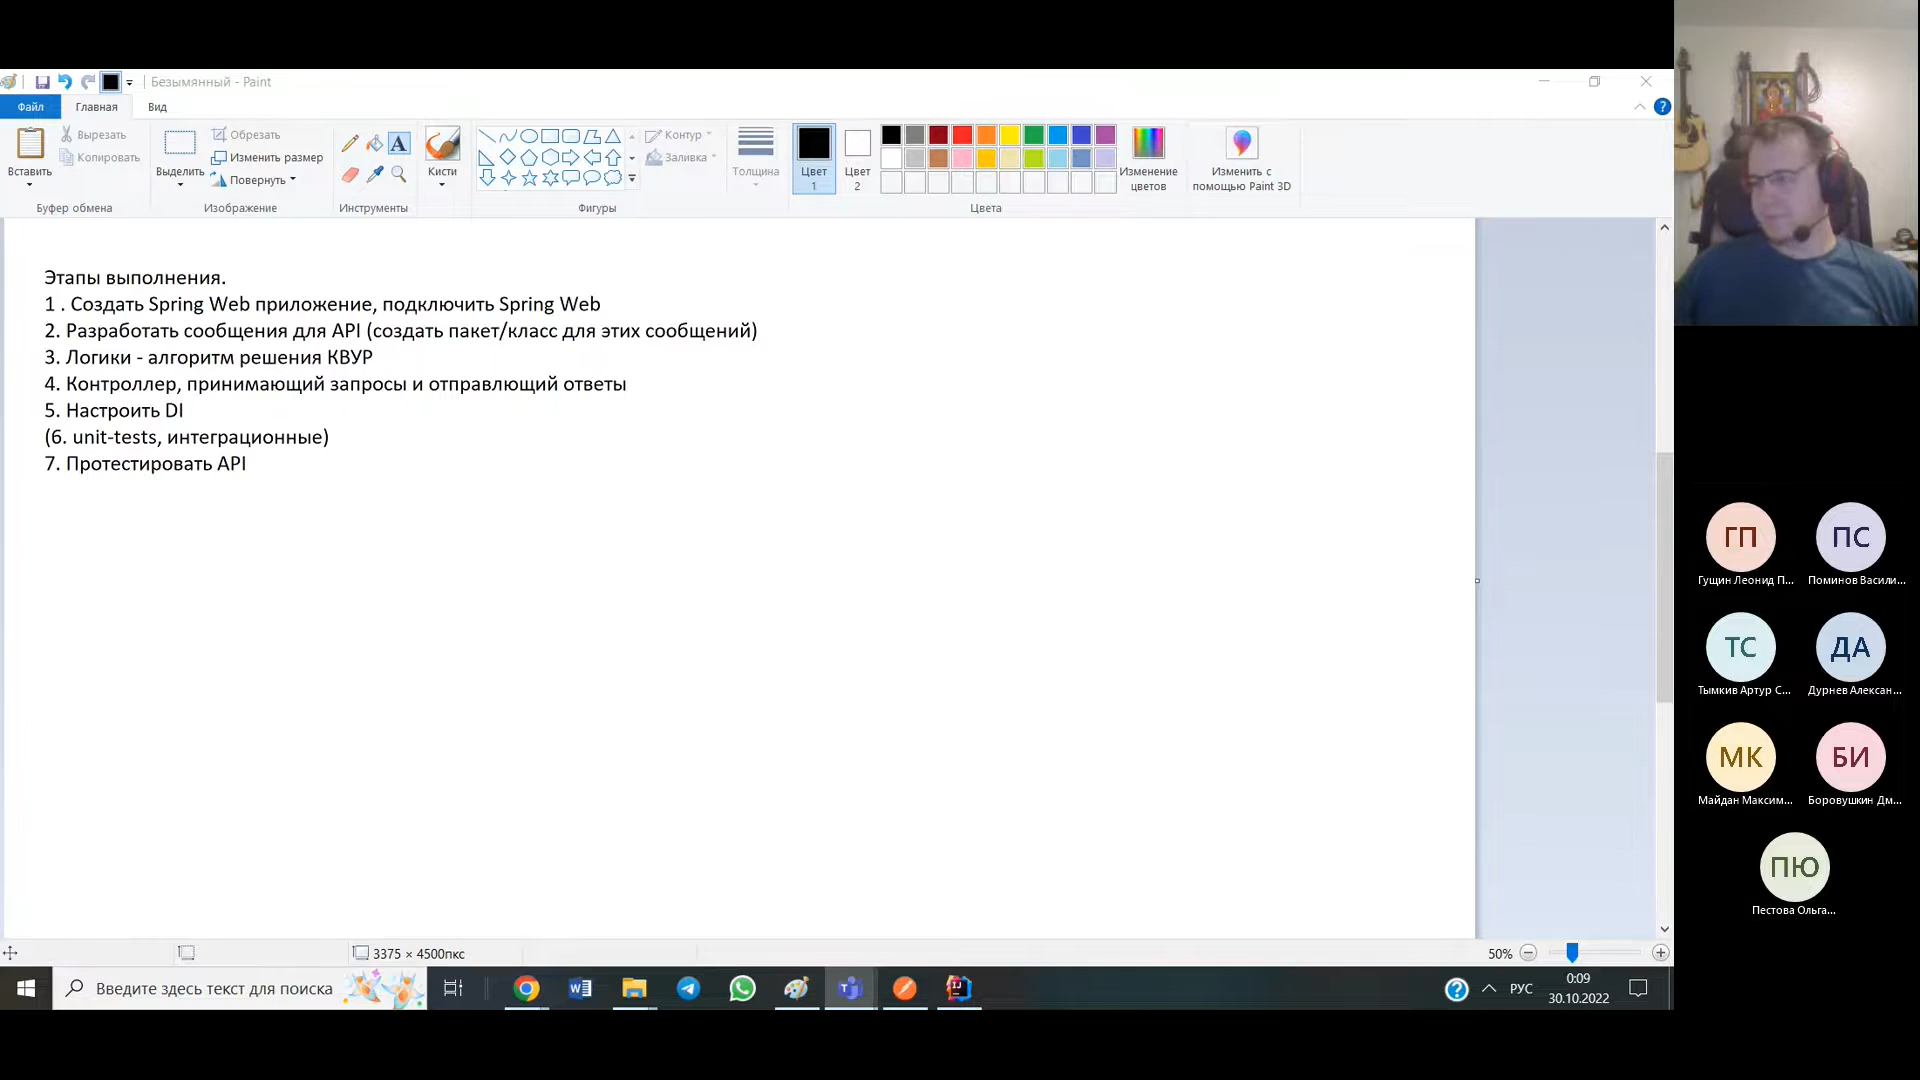 Безымянный - Paint
Файл
Главная
Вид
Вставить
Вырезать
Копировать
Буфер обмена
Выделить
Обрезать
Изменить размер
Повернуть
Изображение
A
Инструменты
Кисти
Фигуры
Контур
Заливка
Толщина
Цвет 1
Цвет 2
Изменение цветов
Цвета
Изменить с помощью Paint 3D
?
Этапы выполнения.
1 . Создать Spring Web приложение, подключить Spring Web
2. Разработать сообщения для API (создать пакет/класс для этих сообщений)
3. Логики - алгоритм решения КВУР
4. Контроллер, принимающий запросы и отправлющий ответы
5. Настроить DI
(6. unit-tests, интеграционные)
7. Протестировать API
3375 × 4500пкс
50%
Введите здесь текст для поиска
?
РУС
0:09
30.10.2022
ГП
Гущин Леонид П...
ПС
Поминов Васили...
ТС
Тымкив Артур С...
ДА
Дурнев Алексан...
МК
Майдан Максим...
БИ
Боровушкин Дм...
ПЮ
Пестова Ольга...